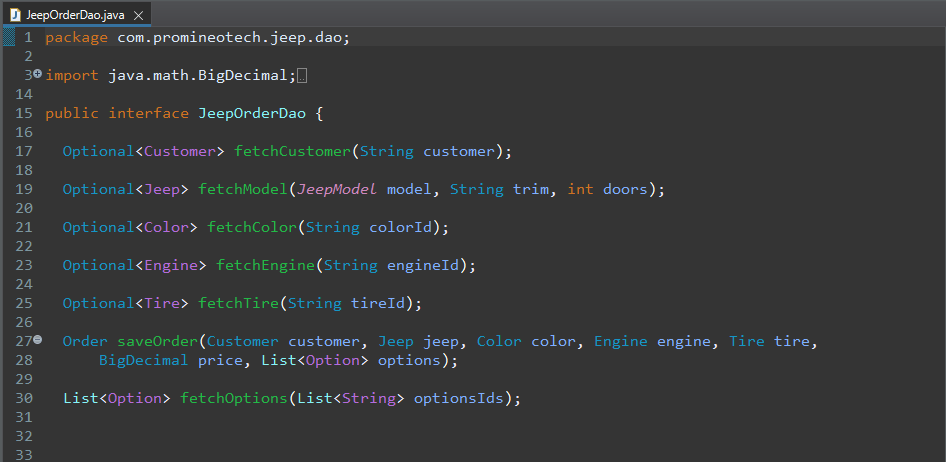 JeepOrderDao.java
1 package com.promineotech.jeep.dao;
2
3 import java.math.BigDecimal;
14
15 public interface JeepOrderDao {
16
17 Optional<Customer> fetchCustomer(String customer);
18
19 Optional<Jeep> fetchModel(JeepModel model, String trim, int doors);
20
21 Optional<Color> fetchColor(String colorId);
22
23 Optional<Engine> fetchEngine(String engineId);
24
25 Optional<Tire> fetchTire(String tireId);
26
27 Order saveOrder(Customer customer, Jeep jeep, Color color, Engine engine, Tire tire,
28 BigDecimal price, List<Option> options);
29
30 List<Option> fetchOptions(List<String> optionsIds);
31
32
33